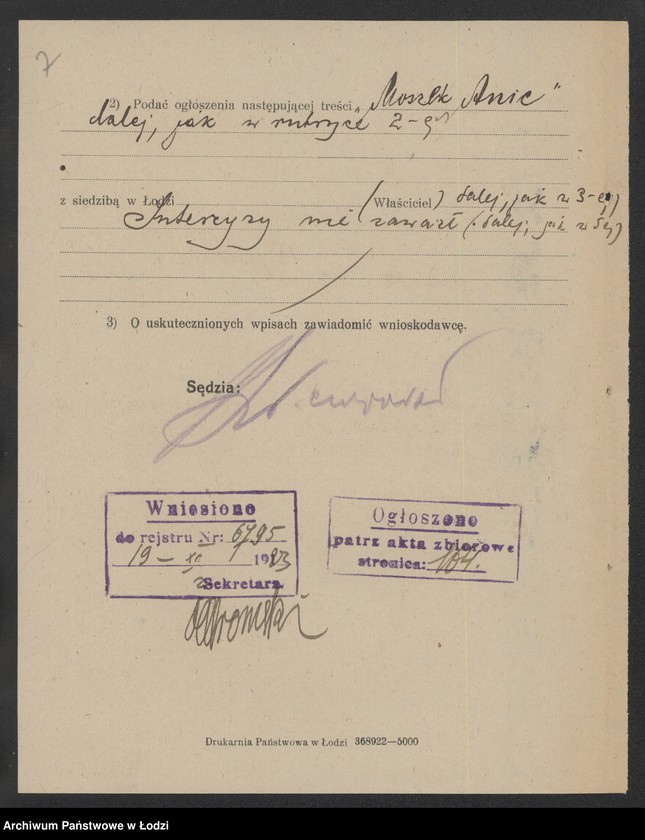 7
2) Podać ogłoszenia następującej treści „Moszek Anic"
dalej, jak w rubryce 2-ej
z siedzibą w Łodzi (Właściciel) dalej, jak w 3-ej)
Intercyzy nie zawarł (dalej, jak w 5 ej)
3) O uskutecznionych wpisach zawiadomić wnioskodawcę.
Sędzia:
Wniesiono
do rejstru Nr: 6795
19 – XI 1923
Sekretarz
Ogłoszono
patrz akta zbiorowe
stronica: 104.
Drukarnia Państwowa w Łodzi 368922—5000
Archiwum Państwowe w Łodzi